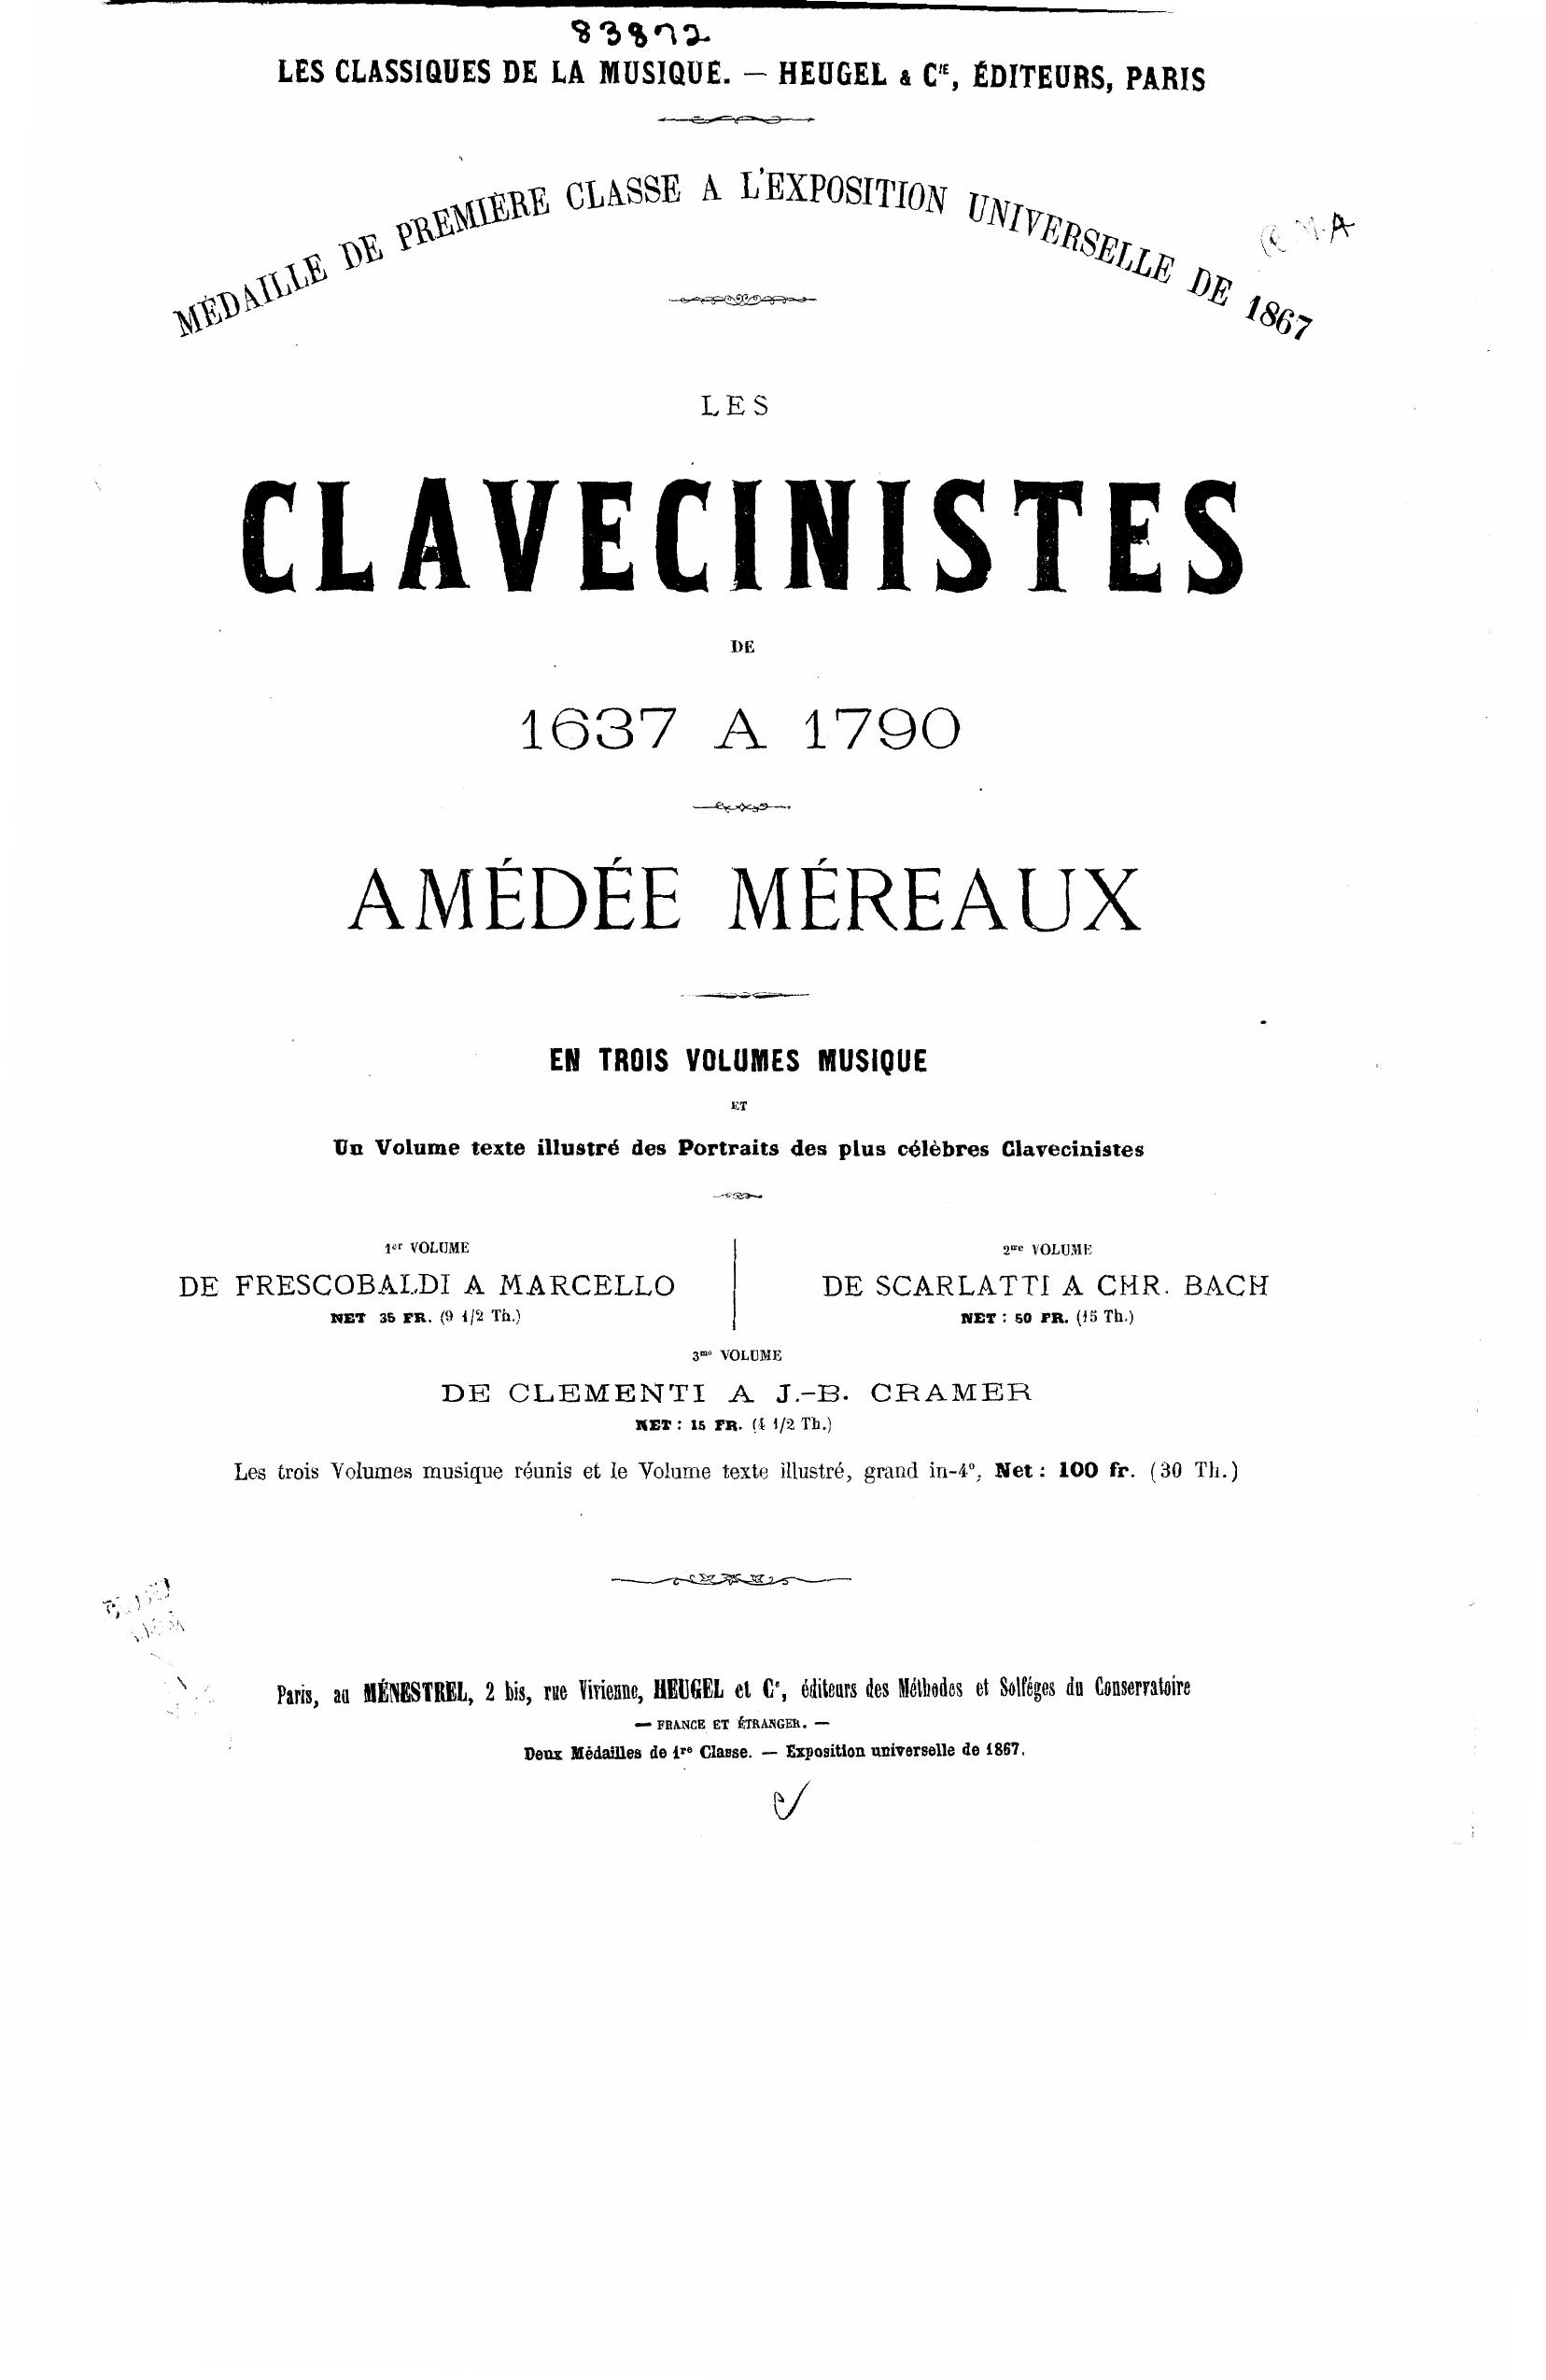 83872
LES CLASSIQUES DE LA MUSIQUE. — HEUGEL & Cie, ÉDITEURS, PARIS
MÉDAILLE DE PREMIÈRE CLASSE A L'EXPOSITION UNIVERSELLE DE 1867
LES
CLAVECINISTES
DE
1637 A 1790
AMÉDÉE MÉREAUX
EN TROIS VOLUMES MUSIQUE
ET
Un Volume texte illustré des Portraits des plus célèbres Clavecinistes
1er VOLUME
DE FRESCOBALDI A MARCELLO
NET 35 FR. (9 1/2 Th.)
2me VOLUME
DE SCARLATTI A CHR. BACH
NET : 50 FR. (15 Th.)
3me VOLUME
DE CLEMENTI A J.-B. CRAMER
NET : 15 FR. (4 1/2 Th.)
Les trois Volumes musique réunis et le Volume texte illustré, grand in-4°, Net : 100 fr. (30 Th.)
Paris, au MÉNESTREL, 2 bis, rue Vivienne, HEUGEL et Ce, éditeurs des Méthodes et Solféges du Conservatoire
— FRANCE ET ÉTRANGER. —
Deux Médailles de 1re Classe. — Exposition universelle de 1867.